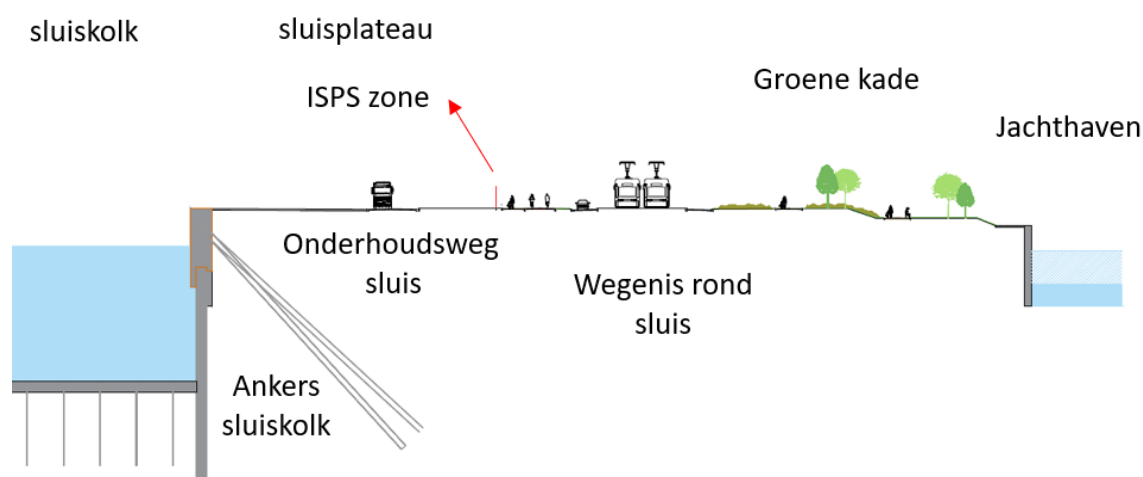 sluiskolk
sluisplateau
ISPS zone
Groene kade
Jachthaven
Onderhoudsweg
sluis
Wegenis rond
sluis
Ankers
sluiskolk